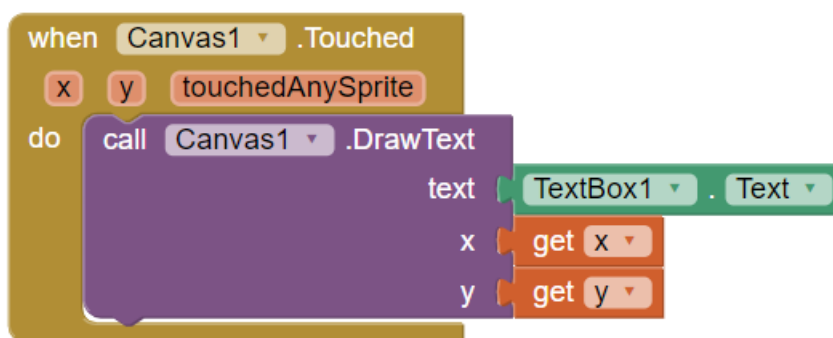 when Canvas1 .Touched
x y touchedAnySprite
do call Canvas1 .DrawText
text TextBox1 . Text
x get x
y get y